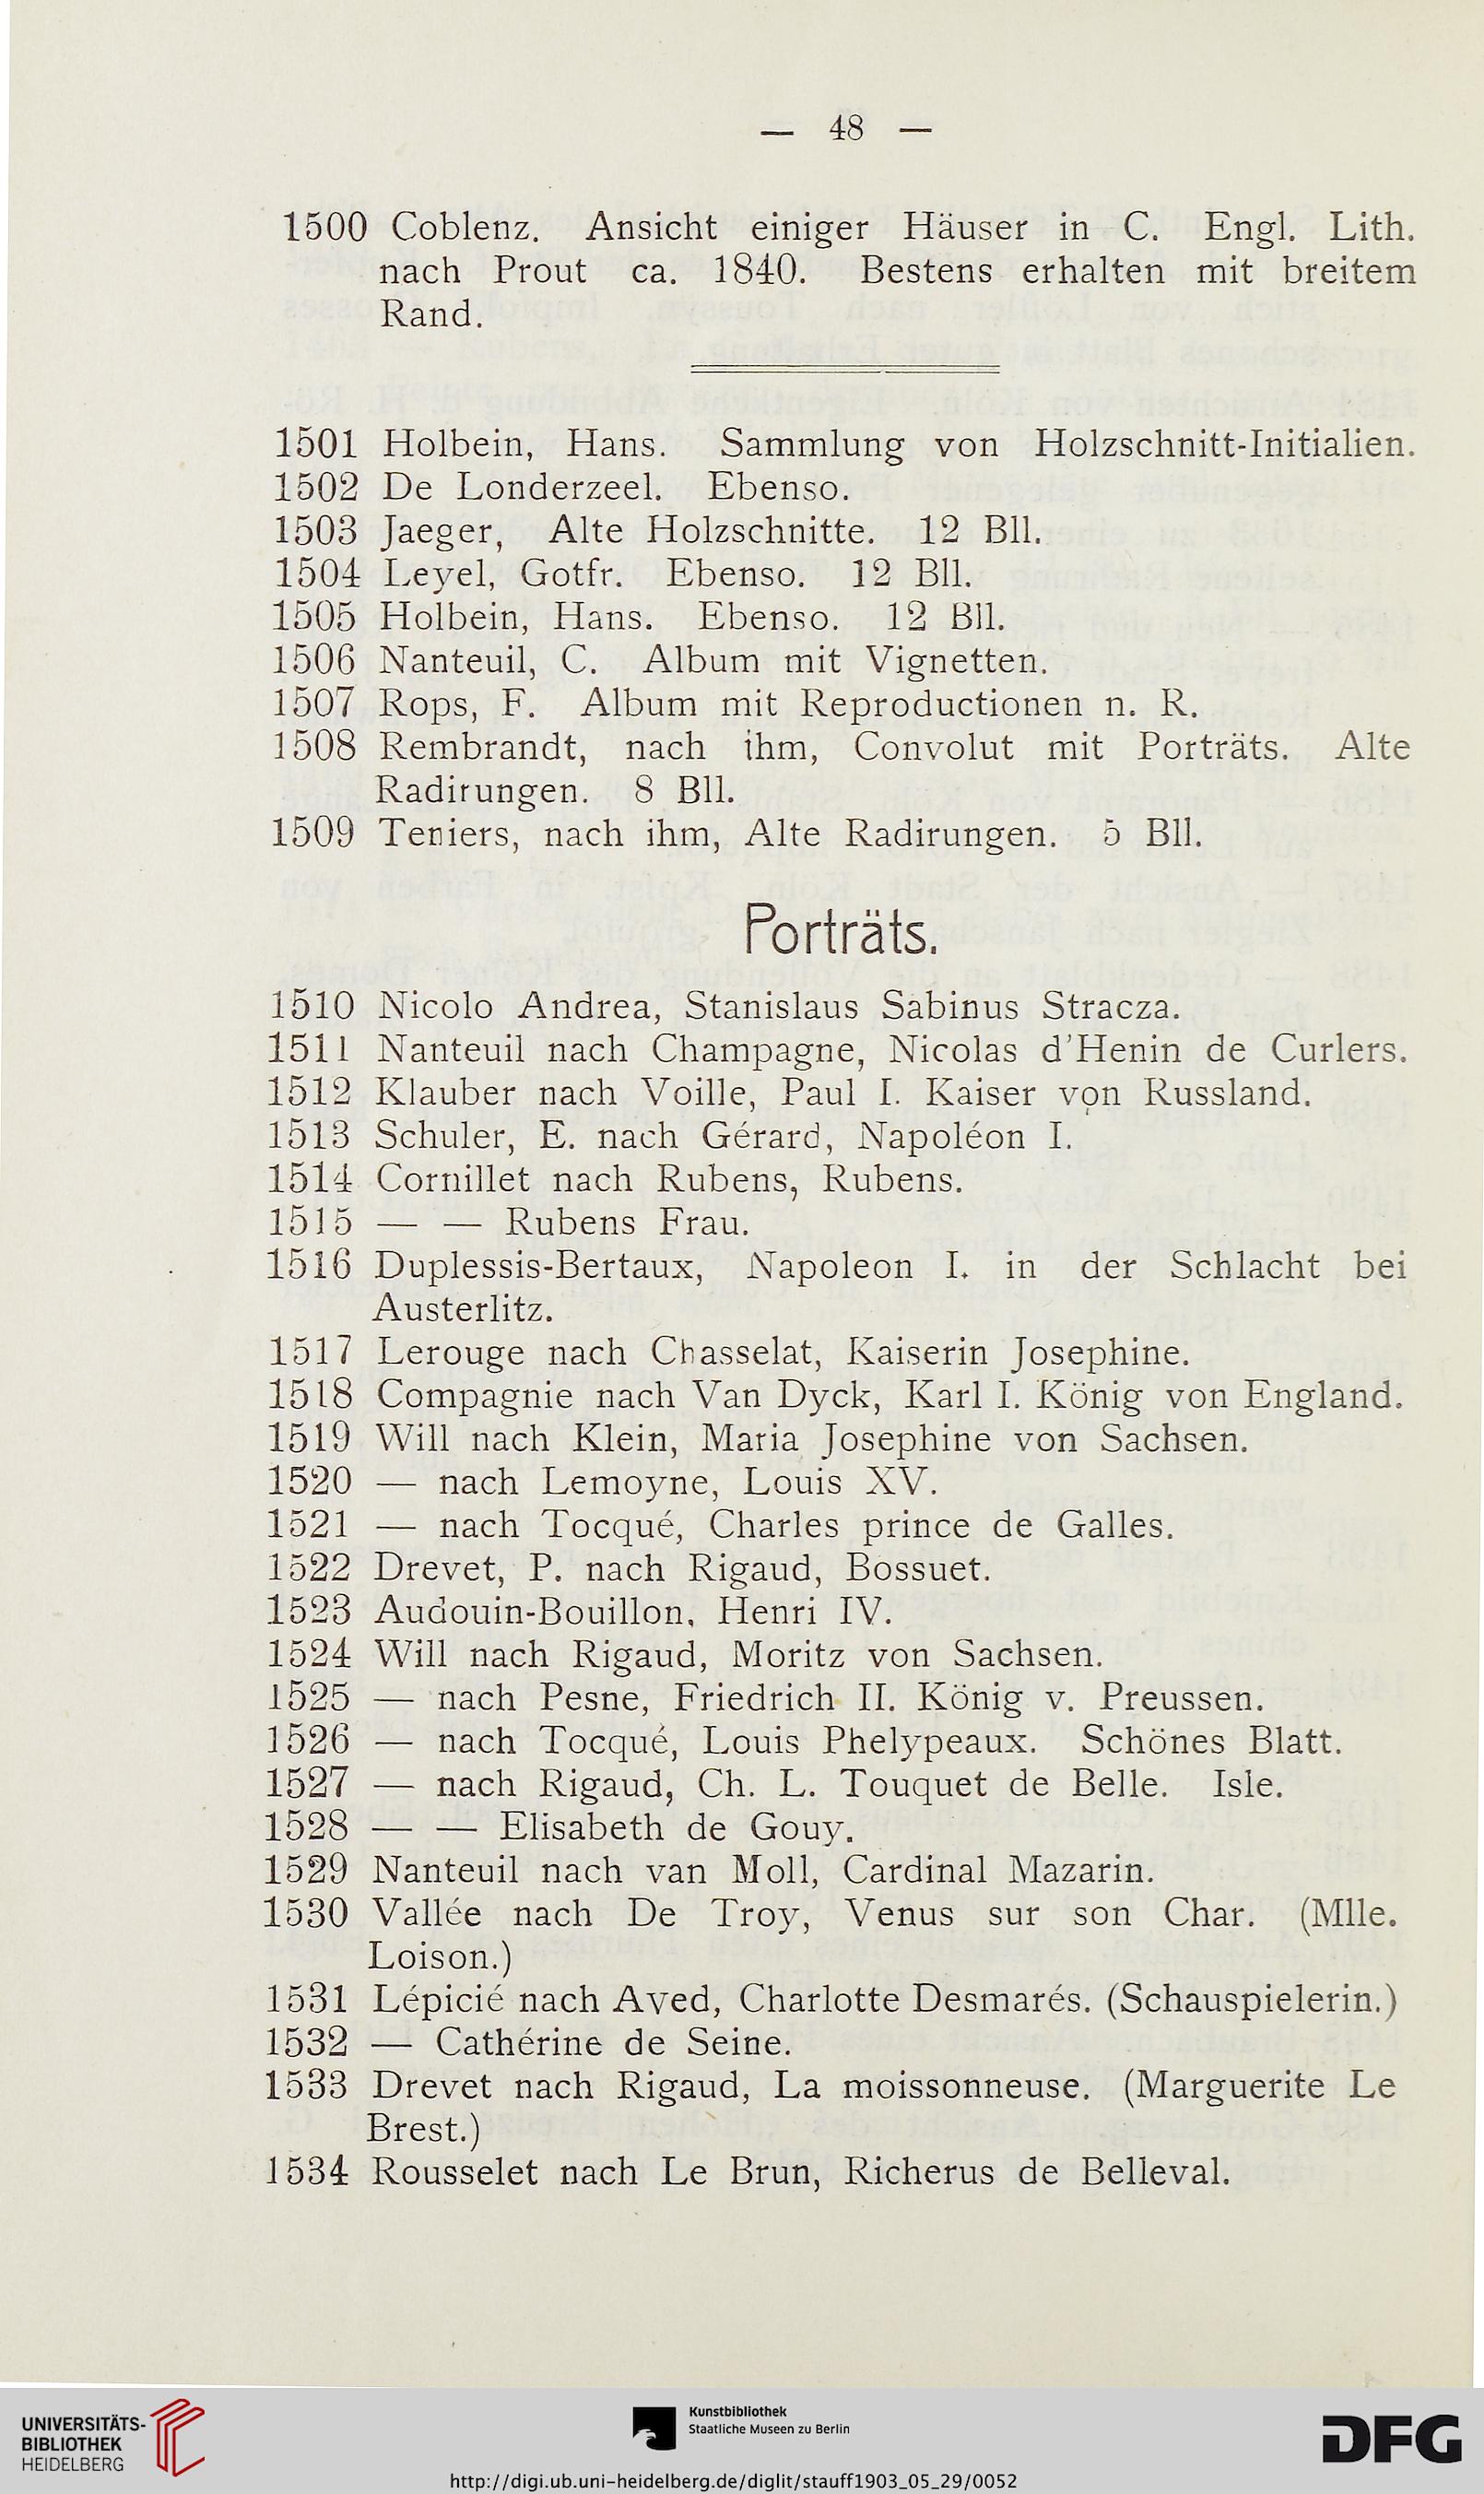 — 48 —
1500 Coblenz. Ansicht einiger Häuser in C. Engl. Lith.
nach Prout ca. 1840. Bestens erhalten mit breitem
Rand.
1501 Holbein, Hans. Sammlung von Holzschnitt-Initialien.
1502 De Londerzeel. Ebenso.
1503 Jaeger, Alte Holzschnitte. 12 Bll.
1504 Leyel, Gotfr. Ebenso. 12 Bll.
1505 Holbein, Hans. Ebenso. 12 Bll.
1506 Nanteuil, C. Album mit Vignetten.
1507 Rops, F. Album mit Reproductionen n. R.
1508 Rembrandt, nach ihm, Convolut mit Porträts. Alte
Radirungen. 8 Bll.
1509 Teniers, nach ihm, Alte Radirungen. 5 Bll.
Porträts.
1510 Nicolo Andrea, Stanislaus Sabinus Stracza.
1511 Nanteuil nach Champagne, Nicolas d'Henin de Curlers.
1512 Klauber nach Voille, Paul I. Kaiser von Russland.
1513 Schuler, E. nach Gérard, Napoléon I.
1514 Cornillet nach Rubens, Rubens.
1515 — — Rubens Frau.
1516 Duplessis-Bertaux, Napoleon I. in der Schlacht bei
Austerlitz.
1517 Lerouge nach Chasselat, Kaiserin Josephine.
1518 Compagnie nach Van Dyck, Karl I. König von England.
1519 Will nach Klein, Maria Josephine von Sachsen.
1520 — nach Lemoyne, Louis XV.
1521 — nach Tocqué, Charles prince de Galles.
1522 Drevet, P. nach Rigaud, Bossuet.
1523 Audouin-Bouillon, Henri IV.
1524 Will nach Rigaud, Moritz von Sachsen.
1525 — nach Pesne, Friedrich II. König v. Preussen.
1526 — nach Tocqué, Louis Phelypeaux. Schönes Blatt.
1527 — nach Rigaud, Ch. L. Touquet de Belle. Isle.
1528 — — Elisabeth de Gouy.
1529 Nanteuil nach van Moll, Cardinal Mazarin.
1530 Vallée nach De Troy, Venus sur son Char. (Mlle.
Loison.)
1531 Lépicié nach Aved, Charlotte Desmarés. (Schauspielerin.)
1532 — Cathérine de Seine.
1533 Drevet nach Rigaud, La moissonneuse. (Marguerite Le
Brest.)
1534 Rousselet nach Le Brun, Richerus de Belleval.
UNIVERSITÄTS-
BIBLIOTHEK
HEIDELBERG
Kunstbibliothek
Staatliche Museen zu Berlin
DFG
http://digi.ub.uni-heidelberg.de/diglit/stauff1903_05_29/0052